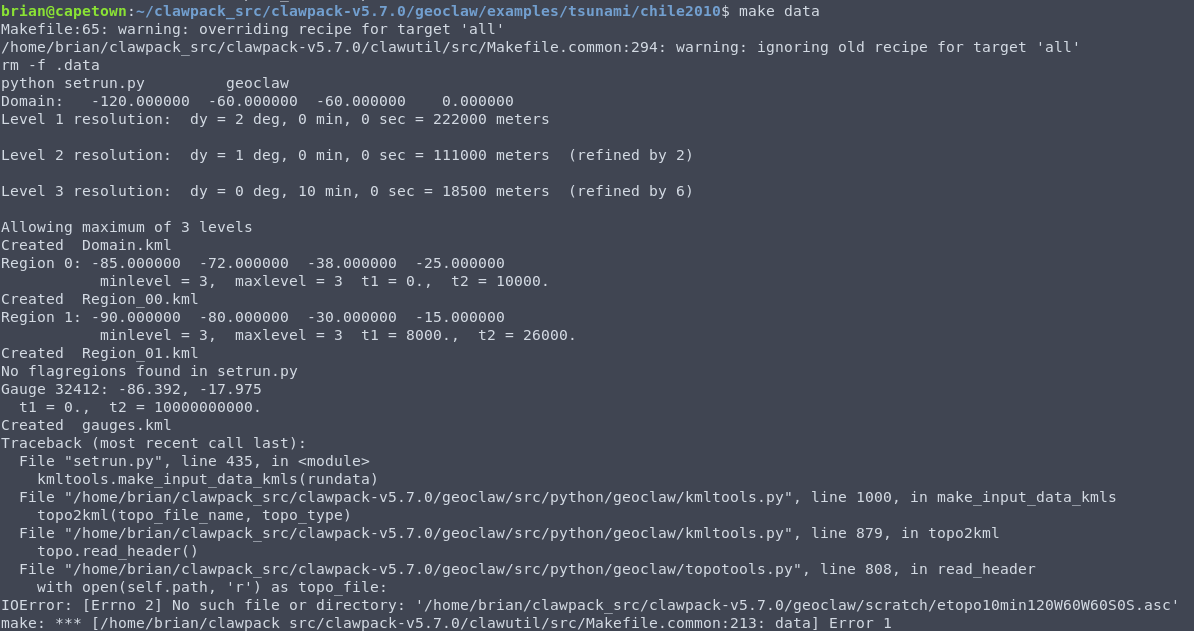 brian@capetown:~/clawpack_src/clawpack-v5.7.0/geoclaw/examples/tsunami/chile2010$ make data
Makefile:65: warning: overriding recipe for target 'all'
/home/brian/clawpack_src/clawpack-v5.7.0/clawutil/src/Makefile.common:294: warning: ignoring old recipe for target 'all'
rm -f .data
python setrun.py         geoclaw
Domain:   -120.000000  -60.000000  -60.000000    0.000000
Level 1 resolution:  dy = 2 deg, 0 min, 0 sec = 222000 meters
Level 2 resolution:  dy = 1 deg, 0 min, 0 sec = 111000 meters  (refined by 2)
Level 3 resolution:  dy = 0 deg, 10 min, 0 sec = 18500 meters  (refined by 6)
Allowing maximum of 3 levels
Created  Domain.kml
Region 0: -85.000000  -72.000000  -38.000000  -25.000000
           minlevel = 3,  maxlevel = 3  t1 = 0.,  t2 = 10000.
Created  Region_00.kml
Region 1: -90.000000  -80.000000  -30.000000  -15.000000
           minlevel = 3,  maxlevel = 3  t1 = 8000.,  t2 = 26000.
Created  Region_01.kml
No flagregions found in setrun.py
Gauge 32412: -86.392, -17.975
  t1 = 0.,  t2 = 10000000000.
Created  gauges.kml
Traceback (most recent call last):
  File "setrun.py", line 435, in <module>
    kmltools.make_input_data_kmls(rundata)
  File "/home/brian/clawpack_src/clawpack-v5.7.0/geoclaw/src/python/geoclaw/kmltools.py", line 1000, in make_input_data_kmls
    topo2kml(topo_file_name, topo_type)
  File "/home/brian/clawpack_src/clawpack-v5.7.0/geoclaw/src/python/geoclaw/kmltools.py", line 879, in topo2kml
    topo.read_header()
  File "/home/brian/clawpack_src/clawpack-v5.7.0/geoclaw/src/python/geoclaw/topotools.py", line 808, in read_header
    with open(self.path, 'r') as topo_file:
IOError: [Errno 2] No such file or directory: '/home/brian/clawpack_src/clawpack-v5.7.0/geoclaw/scratch/etopo10min120W60W60S0S.asc'
make: *** [/home/brian/clawpack_src/clawpack-v5.7.0/clawutil/src/Makefile.common:213: data] Error 1